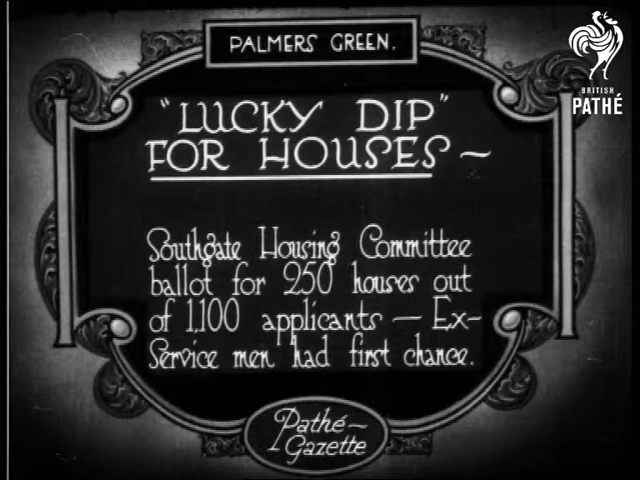 PALMERS GREEN.
BRITISH
PATHÉ
"LUCKY DIP"
FOR HOUSES ~
Southgate Housing Committee
ballot for 250 houses out
of 1,100 applicants — Ex-
Service men had first chance.
Pathé ~
Gazette